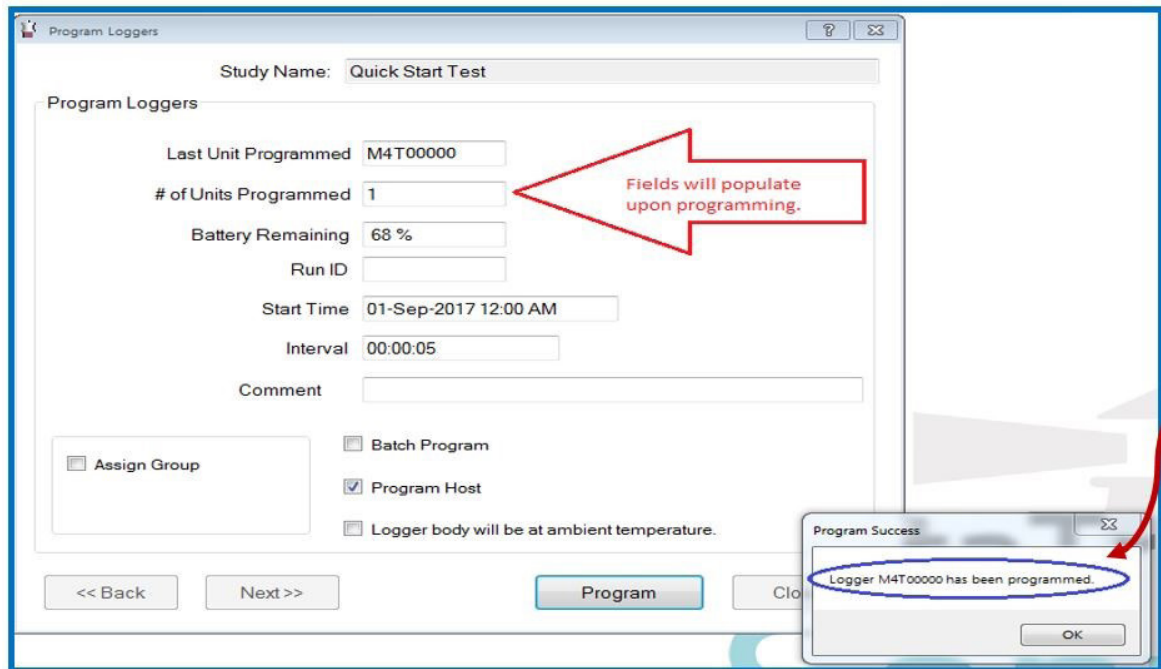 Program Loggers
Study Name: Quick Start Test
Program Loggers
Last Unit Programmed M4T00000
# of Units Programmed 1
Fields will populate
upon programming.
Battery Remaining 68 %
Run ID
Start Time 01-Sep-2017 12:00 AM
Interval 00:00:05
Comment
Assign Group
Batch Program
Program Host
Logger body will be at ambient temperature.
<< Back Next >> Program
Program Success
Logger M4T00000 has been programmed.
OK